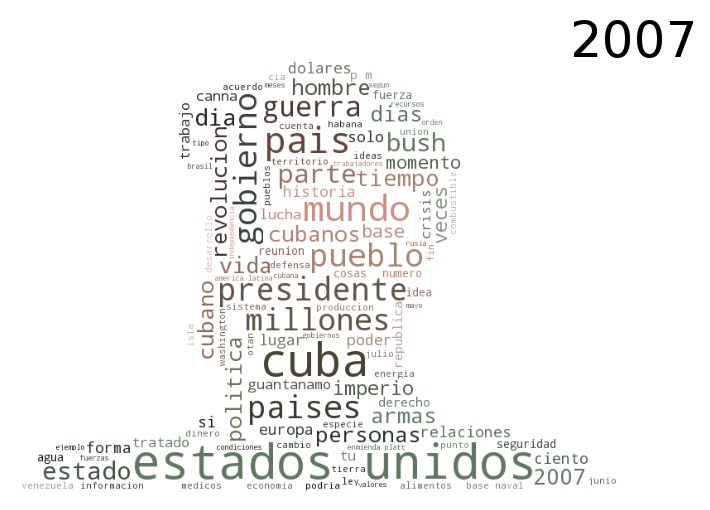 2007
dolares
cia
p m
acuerdo
meses
hombre
segun
canna
fuerza
guerra
recursos
trabajo
dia
gobierno
dias
orden
cuenta
habana
pais
solo
union
bush
tipo
revolucion
ideas
momento
brasil
territorio
trabajadores
pueblos
parte
tiempo
historia
combustible
veces
crisis
desarrollo
independencia
lucha
mundo
cubanos
base
reunion
pueblo
rusia
fin
vida
defensa
cosas
numero
america latina
cubana
presidente
idea
cubano
sistema
produccion
mayo
isla
washington
millones
republica
otan
gobiernos
lugar
poder
politica
cuba
julio
energia
guantanamo
imperio
paises
derecho
armas
si
dinero
europa
especie
personas
relaciones
ejemplo
forma
tratado
condiciones
cambio
enmienda platt
punto
seguridad
agua
fuerzas
estado
estados unidos
tu
tierra
ciento
2007
junio
venezuela
informacion
medicos
economia
podria
ley
valores
alimentos
base naval